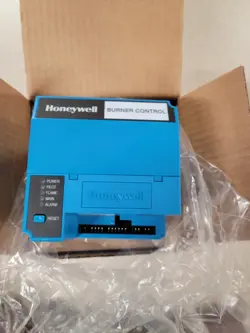 Honeywell
BURNER CONTROL
POWER
PILOT
FLAME
MAIN
ALARM
RESET
Honeywell